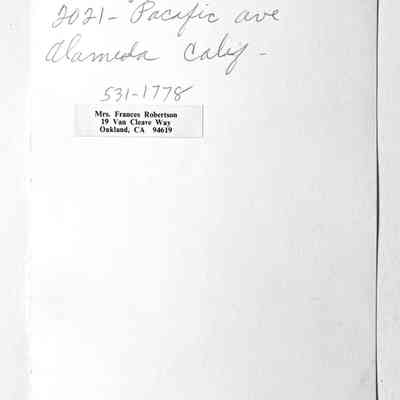 2021- Pacific ave
Alameda Calif -
531-1778
Mrs. Frances Robertson
19 Van Cleave Way
Oakland, CA 94619